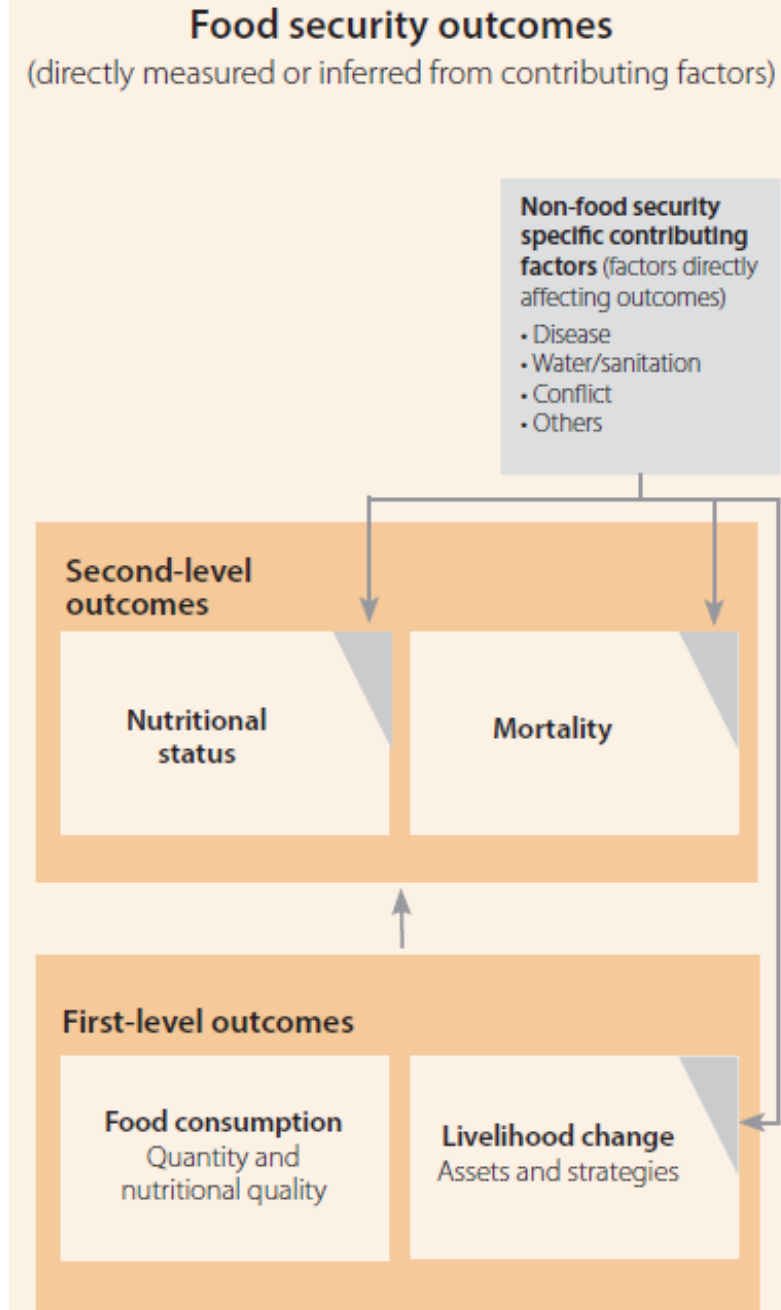 Food security outcomes
(directly measured or inferred from contributing factors)
Non-food security
specific contributing
factors (factors directly
affecting outcomes)
• Disease
• Water/sanitation
• Conflict
• Others
Second-level
outcomes
Nutritional
status
Mortality
First-level outcomes
Food consumption
Quantity and
nutritional quality
Livelihood change
Assets and strategies